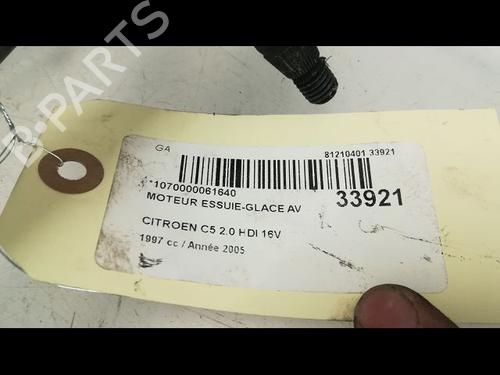 B-PARTS
GA
81210401 33921
*1070000061640
33921
MOTEUR ESSUIE-GLACE AV
CITROEN C5 2.0 HDI 16V
1997 cc / Année 2005